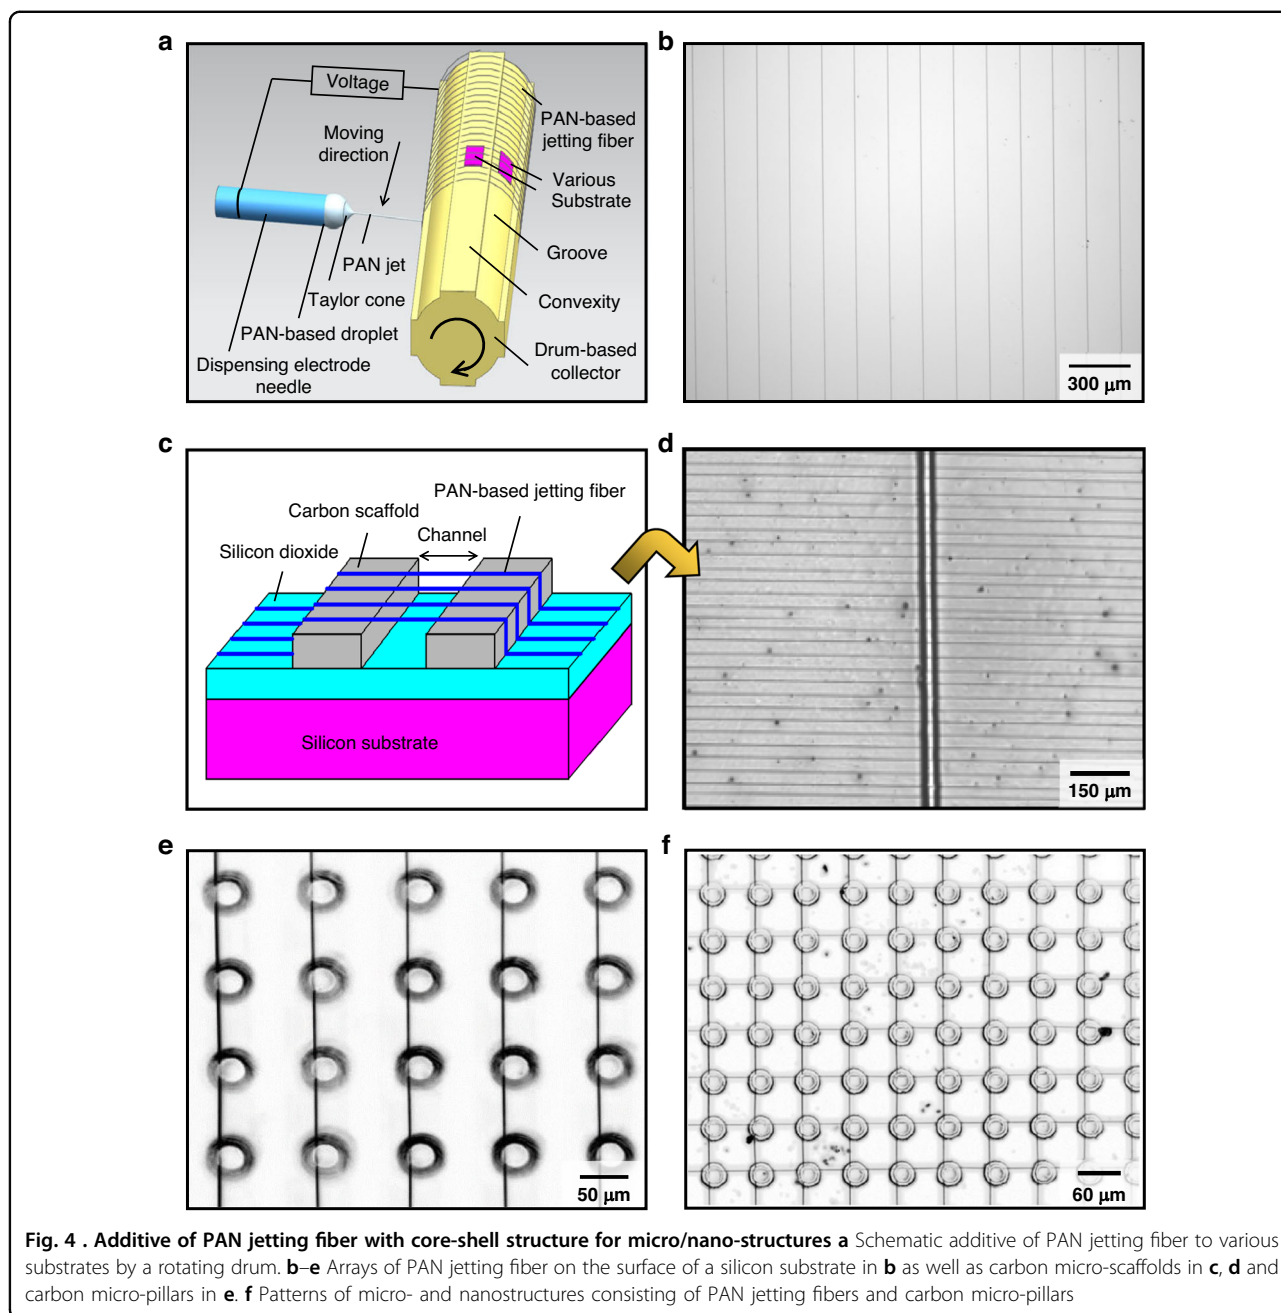 a
Voltage
Moving
direction
PAN-based
jetting fiber
Various
Substrate
Groove
Convexity
Drum-based
collector
PAN jet
Taylor cone
PAN-based droplet
Dispensing electrode
needle
b
300 μm
c
PAN-based jetting fiber
Carbon scaffold
Channel
Silicon dioxide
Silicon substrate
d
150 μm
e
50 μm
f
60 μm
Fig. 4 . Additive of PAN jetting fiber with core-shell structure for micro/nano-structures a Schematic additive of PAN jetting fiber to various
substrates by a rotating drum. b–e Arrays of PAN jetting fiber on the surface of a silicon substrate in b as well as carbon micro-scaffolds in c, d and
carbon micro-pillars in e. f Patterns of micro- and nanostructures consisting of PAN jetting fibers and carbon micro-pillars